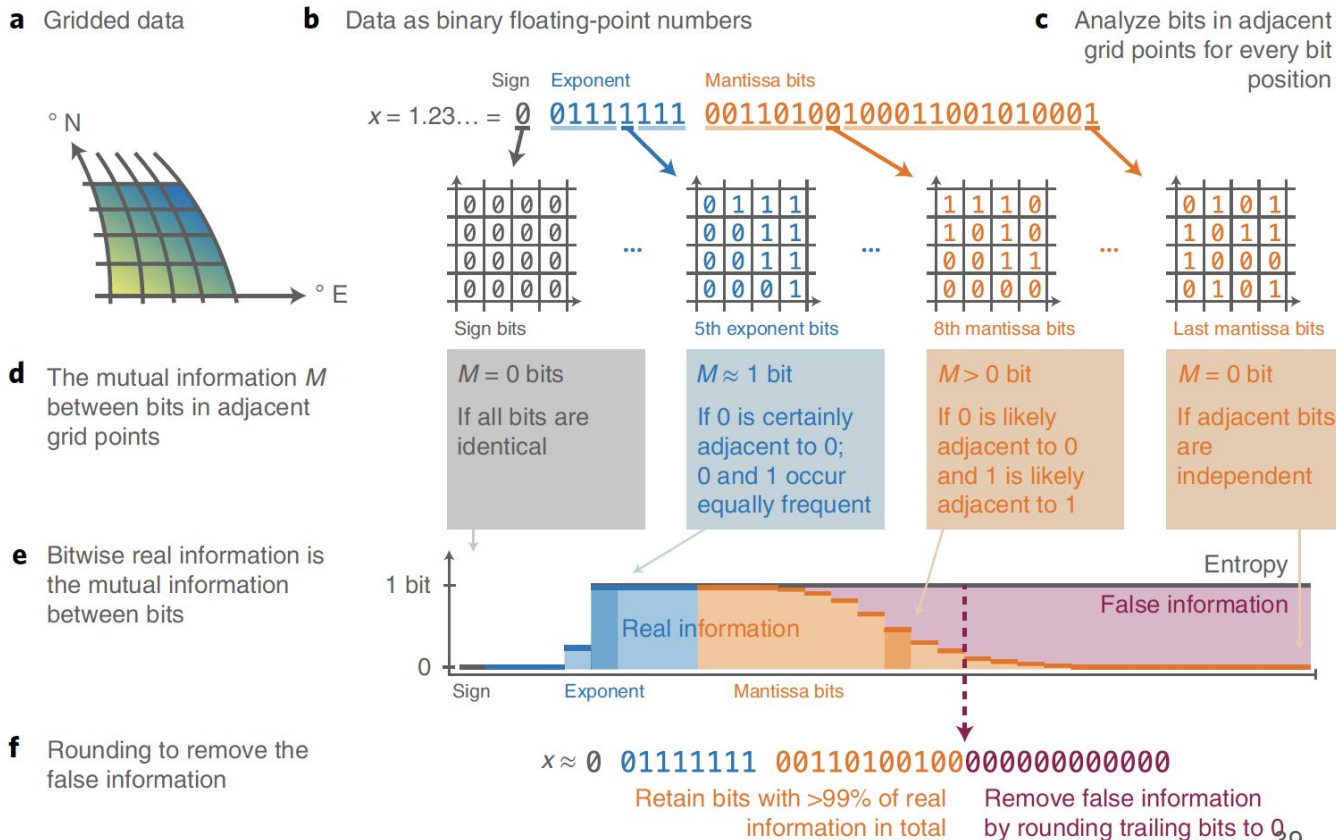 a Gridded data
b Data as binary floating-point numbers
c Analyze bits in adjacent
grid points for every bit
position
° N
° E
Sign Exponent Mantissa bits
x = 1.23… = 0 01111111 00110100100011001010001
0 0 0 0
0 0 0 0
0 0 0 0
0 0 0 0
Sign bits
...
0 1 1 1
0 0 1 1
0 0 1 1
0 0 0 1
5th exponent bits
...
1 1 1 0
1 0 1 0
0 0 1 1
0 0 0 0
8th mantissa bits
...
0 1 0 1
1 0 1 1
1 0 0 0
0 1 0 1
Last mantissa bits
d The mutual information M
between bits in adjacent
grid points
M = 0 bits
If all bits are
identical
M ≈ 1 bit
If 0 is certainly
adjacent to 0;
0 and 1 occur
equally frequent
M > 0 bit
If 0 is likely
adjacent to 0
and 1 is likely
adjacent to 1
M = 0 bit
If adjacent bits
are
independent
e Bitwise real information is
the mutual information
between bits
1 bit
0
Entropy
False information
Real information
Sign Exponent Mantissa bits
f Rounding to remove the
false information
x ≈ 0 01111111 00110100100000000000000
Retain bits with >99% of real
information in total
Remove false information
by rounding trailing bits to 0
39